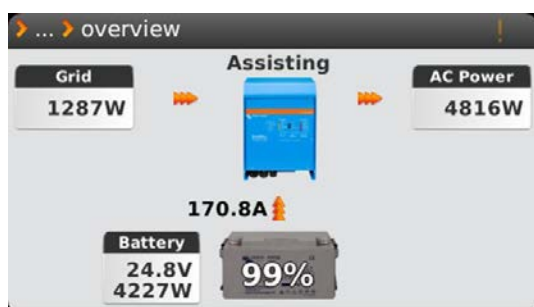 ... overview
!
Grid
1287W
Assisting
AC Power
4816W
170.8A
Battery
24.8V
4227W
99%